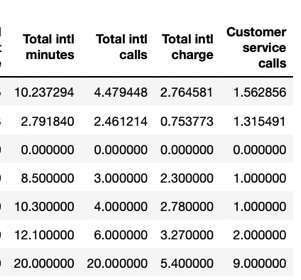 Total intl minutes Total intl calls Total intl charge Customer service calls
10.237294 4.479448 2.764581 1.562856
2.791840 2.461214 0.753773 1.315491
0.000000 0.000000 0.000000 0.000000
8.500000 3.000000 2.300000 1.000000
10.300000 4.000000 2.780000 1.000000
12.100000 6.000000 3.270000 2.000000
20.000000 20.000000 5.400000 9.000000